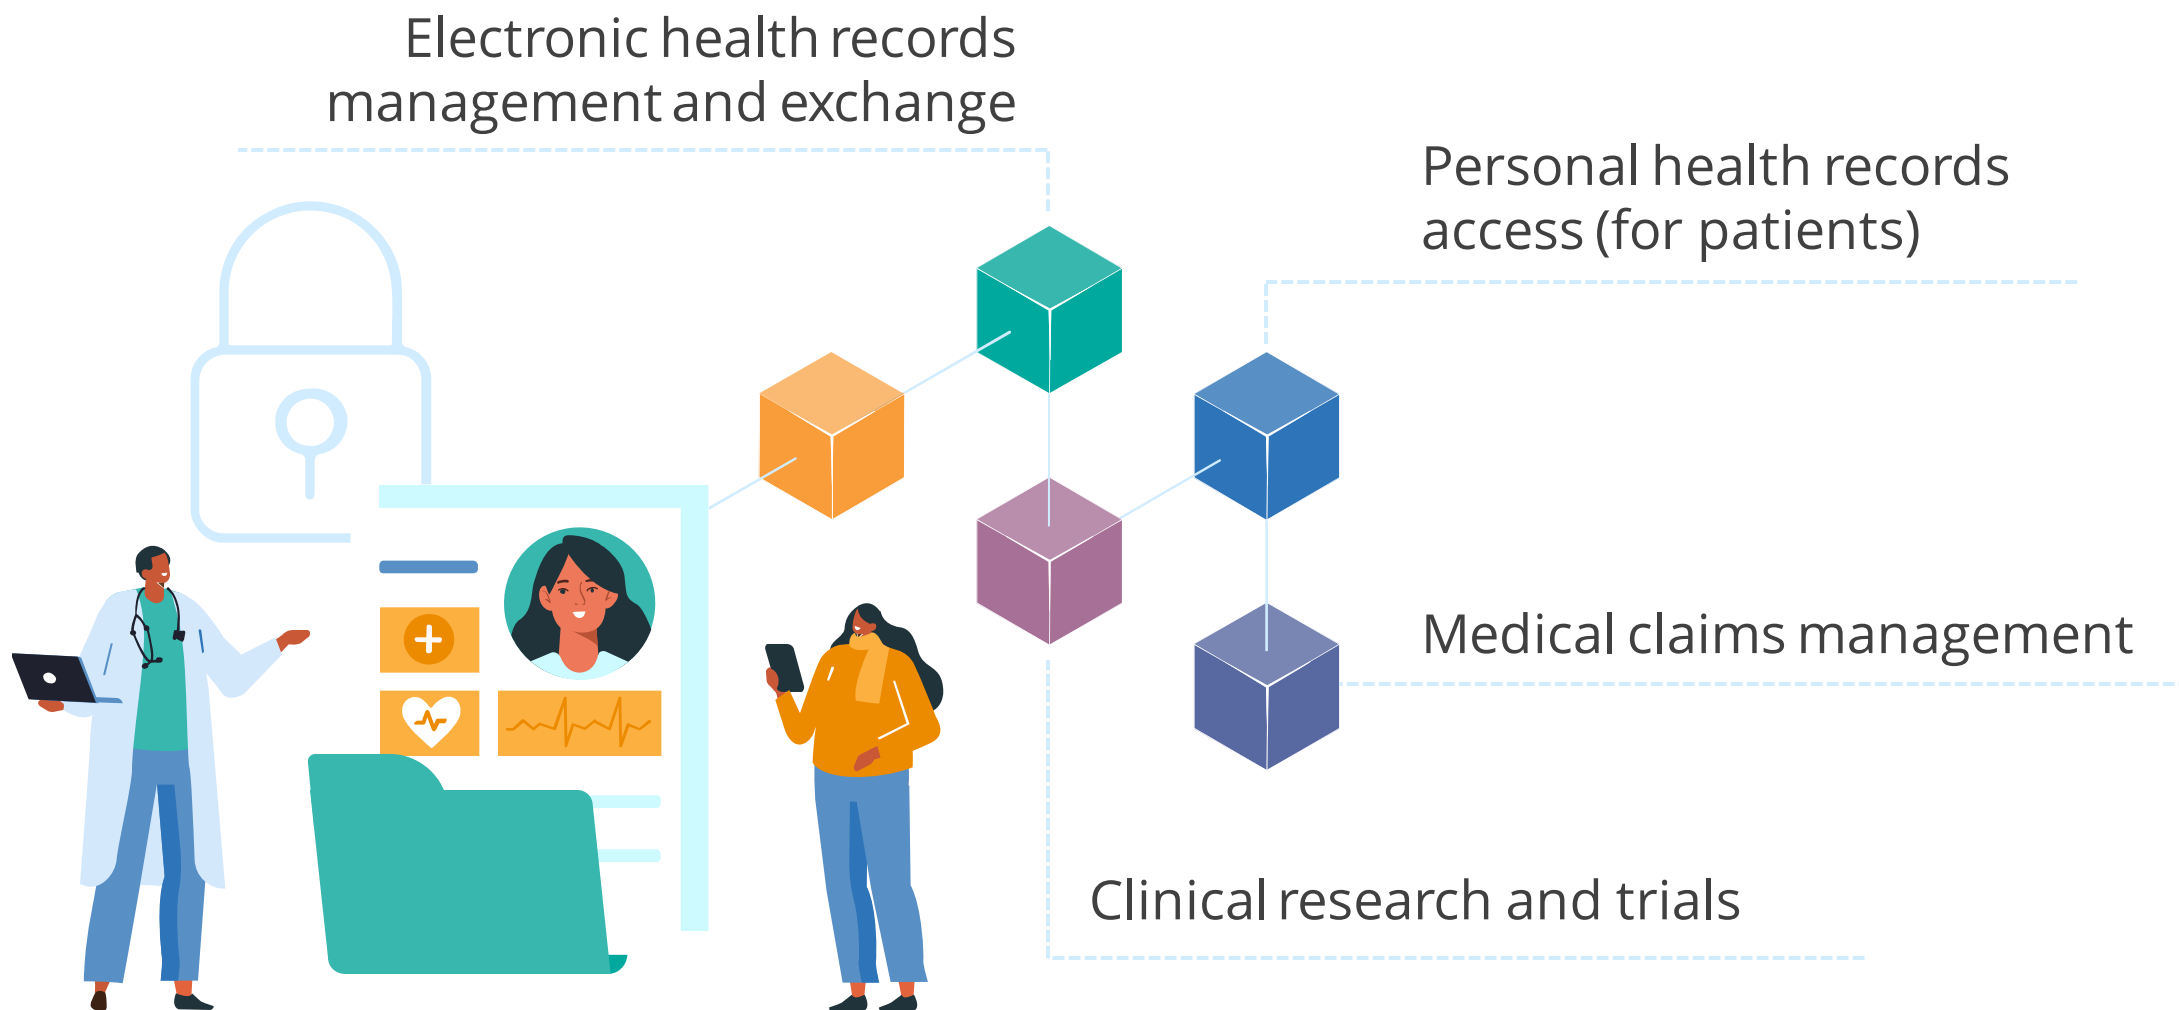 Electronic health records
management and exchange
Personal health records
access (for patients)
Medical claims management
Clinical research and trials